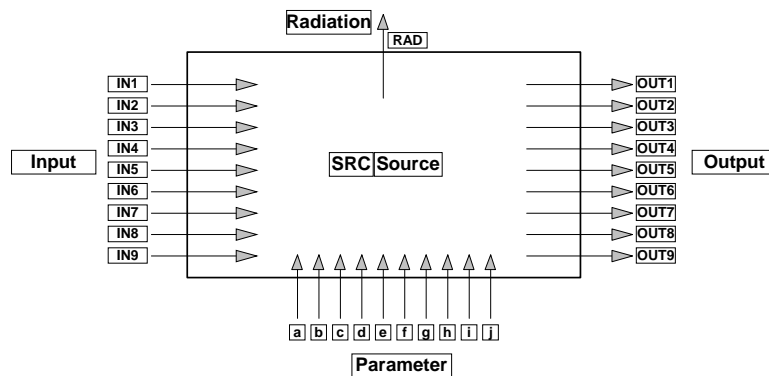 Radiation
RAD
IN1 OUT1
IN2 OUT2
IN3 OUT3
IN4 OUT4
Input SRC Source Output
IN5 OUT5
IN6 OUT6
IN7 OUT7
IN8 OUT8
IN9 OUT9
a b c d e f g h i j
Parameter